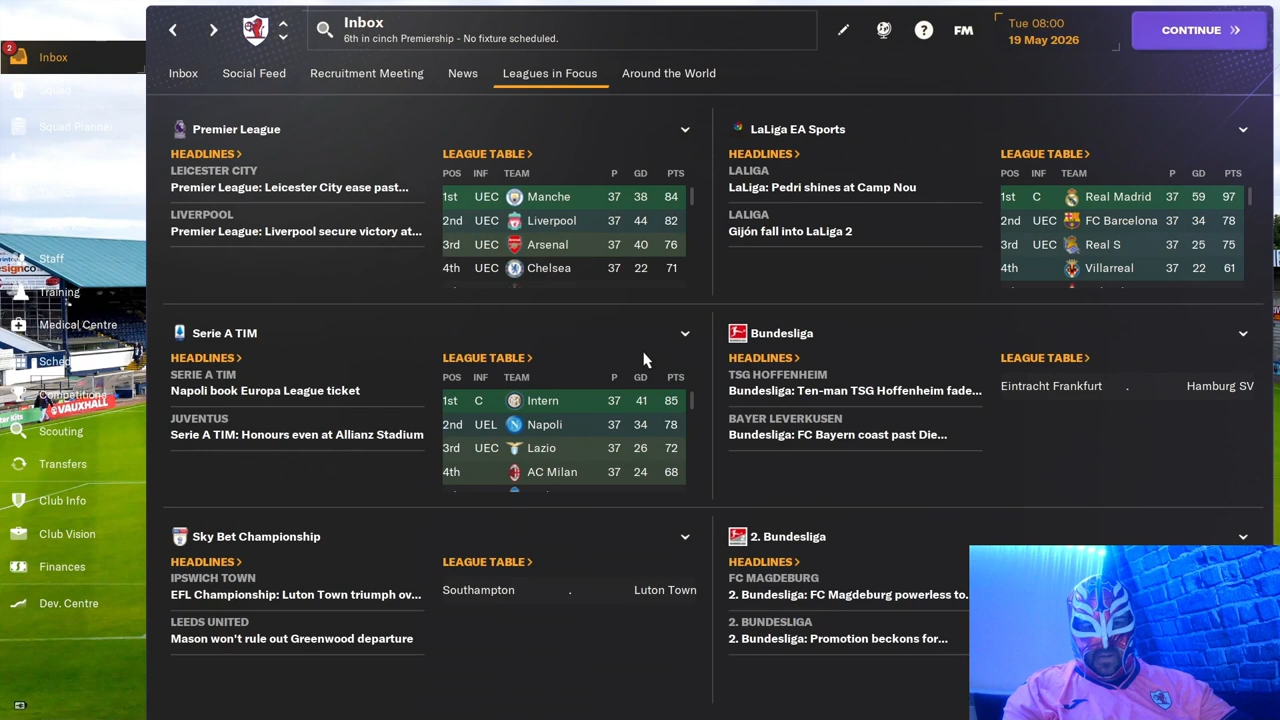 Inbox
6th in cinch Premiership - No fixture scheduled.
FM
Tue 08:00
19 May 2026
CONTINUE
2
Inbox
Squad
Squad Planner
Staff
Training
Medical Centre
Sched
Competitions
VAUXHALL
Scouting
Transfers
Club Info
Club Vision
Finances
Dev. Centre
Inbox
Social Feed
Recruitment Meeting
News
Leagues in Focus
Around the World
Premier League
HEADLINES
LEICESTER CITY
Premier League: Leicester City ease past...
LIVERPOOL
Premier League: Liverpool secure victory at...
LEAGUE TABLE
POS INF TEAM P GD PTS
1st UEC Manche 37 38 84
2nd UEC Liverpool 37 44 82
3rd UEC Arsenal 37 40 76
4th UEC Chelsea 37 22 71
LaLiga EA Sports
HEADLINES
LALIGA
LaLiga: Pedri shines at Camp Nou
LALIGA
Gijón fall into LaLiga 2
LEAGUE TABLE
POS INF TEAM P GD PTS
1st C Real Madrid 37 59 97
2nd UEC FC Barcelona 37 34 78
3rd UEC Real S 37 25 75
4th Villarreal 37 22 61
Serie A TIM
HEADLINES
SERIE A TIM
Napoli book Europa League ticket
JUVENTUS
Serie A TIM: Honours even at Allianz Stadium
LEAGUE TABLE
POS INF TEAM P GD PTS
1st C Intern 37 41 85
2nd UEL Napoli 37 34 78
3rd UEC Lazio 37 26 72
4th AC Milan 37 24 68
Bundesliga
HEADLINES
TSG HOFFENHEIM
Bundesliga: Ten-man TSG Hoffenheim fade...
BAYER LEVERKUSEN
Bundesliga: FC Bayern coast past Die...
LEAGUE TABLE
Eintracht Frankfurt . Hamburg SV
Sky Bet Championship
HEADLINES
IPSWICH TOWN
EFL Championship: Luton Town triumph ov...
LEEDS UNITED
Mason won't rule out Greenwood departure
LEAGUE TABLE
Southampton . Luton Town
2. Bundesliga
HEADLINES
FC MAGDEBURG
2. Bundesliga: FC Magdeburg powerless to.
2. BUNDESLIGA
2. Bundesliga: Promotion beckons for...